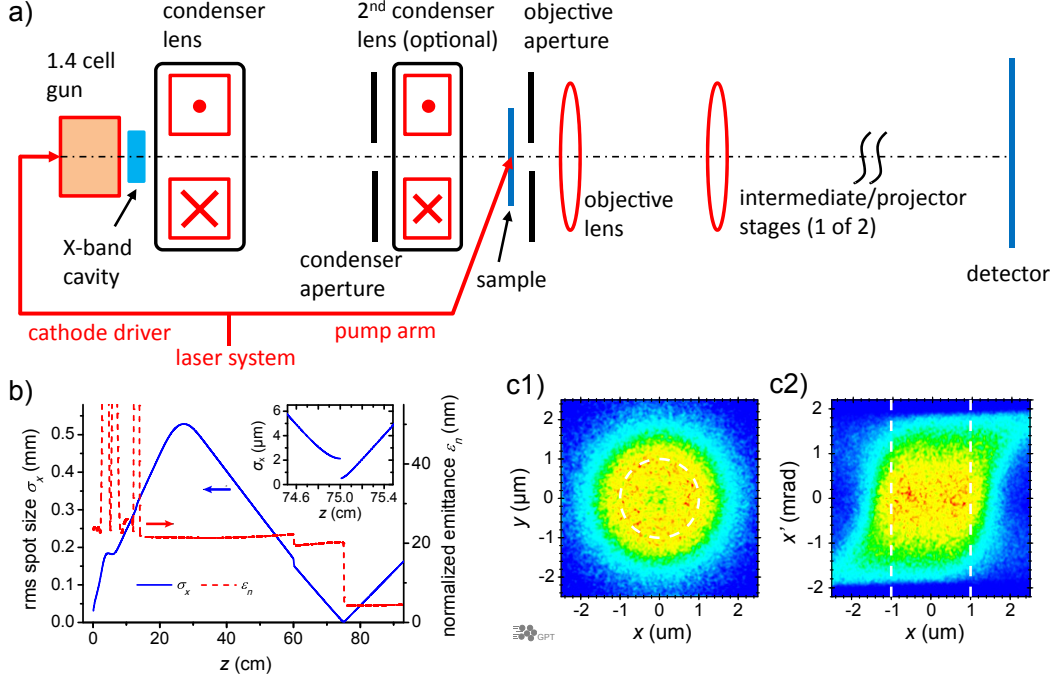 a)
1.4 cell
gun
condenser
lens
2nd condenser
lens (optional)
objective
aperture
X-band
cavity
condenser
aperture
sample
objective
lens
intermediate/projector
stages (1 of 2)
detector
cathode driver
laser system
pump arm
b)
rms spot size σx (mm)
0.5
0.4
0.3
0.2
0.1
0.0
0 20 40 60 80
z (cm)
σx εn
normalized emittance εn (nm)
40
20
0
σx (μm)
6
4
2
0
74.6 75.0 75.4
z (cm)
c1)
y (μm)
2
1
0
-1
-2
-2 -1 0 1 2
x (um)
GPT
c2)
x' (mrad)
2
1
0
-1
-2
-2 -1 0 1 2
x (um)